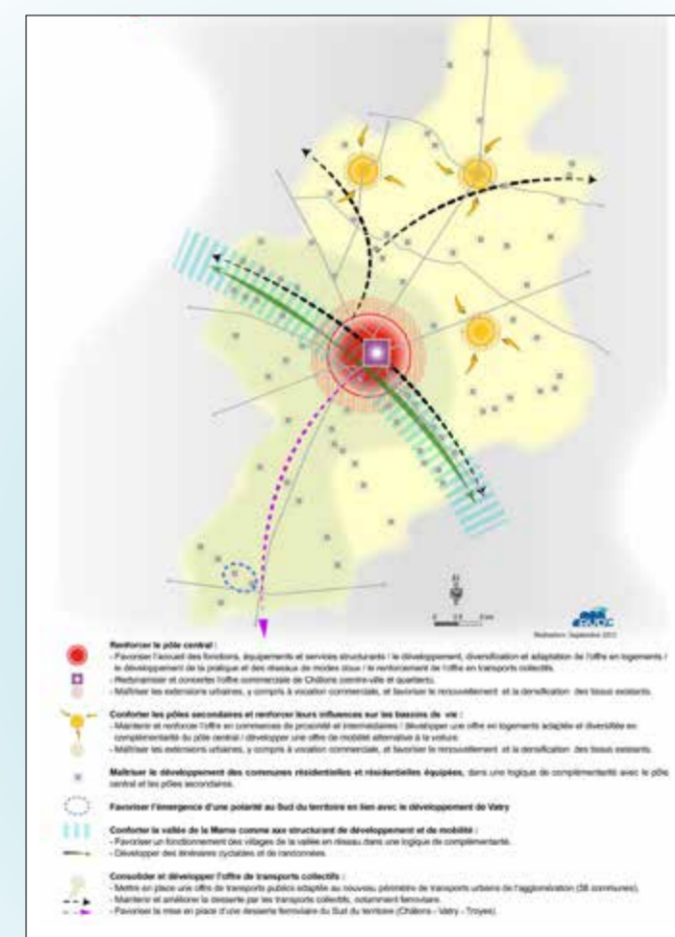 N
Réalisation: Septembre 2013
Renforcer le pôle central :
- Favoriser l'accueil des fonctions, équipements et services structurants / le développement, diversification et adaptation de l'offre en logements /
le développement de la pratique et des réseaux de modes doux / le renforcement de l'offre en transports collectifs.
- Redynamiser et conforter l'offre commerciale de Châlons (centre-ville et quartiers).
- Maîtriser les extensions urbaines, y compris à vocation commerciale, et favoriser le renouvellement et la densification des tissus existants.
Conforter les pôles secondaires et renforcer leurs influences sur les bassins de vie :
- Maintenir et renforcer l'offre en commerces de proximité et intermédiaires / développer une offre en logements adaptée et diversifiée en
complémentarité du pôle central / développer une offre de mobilité alternative à la voiture.
- Maîtriser les extensions urbaines, y compris à vocation commerciale, et favoriser le renouvellement et la densification des tissus existants.
Maîtriser le développement des communes résidentielles et résidentielles équipées, dans une logique de complémentarité avec le pôle
central et les pôles secondaires.
Favoriser l'émergence d'une polarité au Sud du territoire en lien avec le développement de Vatry
Conforter la vallée de la Marne comme axe structurant de développement et de mobilité :
- Favoriser un fonctionnement des villages de la vallée en réseau dans une logique de complémentarité.
- Développer des itinéraires cyclables et de randonnées.
Consolider et développer l'offre de transports collectifs :
- Mettre en place une offre de transports publics adaptée au nouveau périmètre de transports urbains de l'agglomération (38 communes).
- Maintenir et améliorer la desserte par les transports collectifs, notamment ferroviaire.
- Favoriser la mise en place d'une desserte ferroviaire du Sud du territoire (Châlons - Vatry - Troyes).